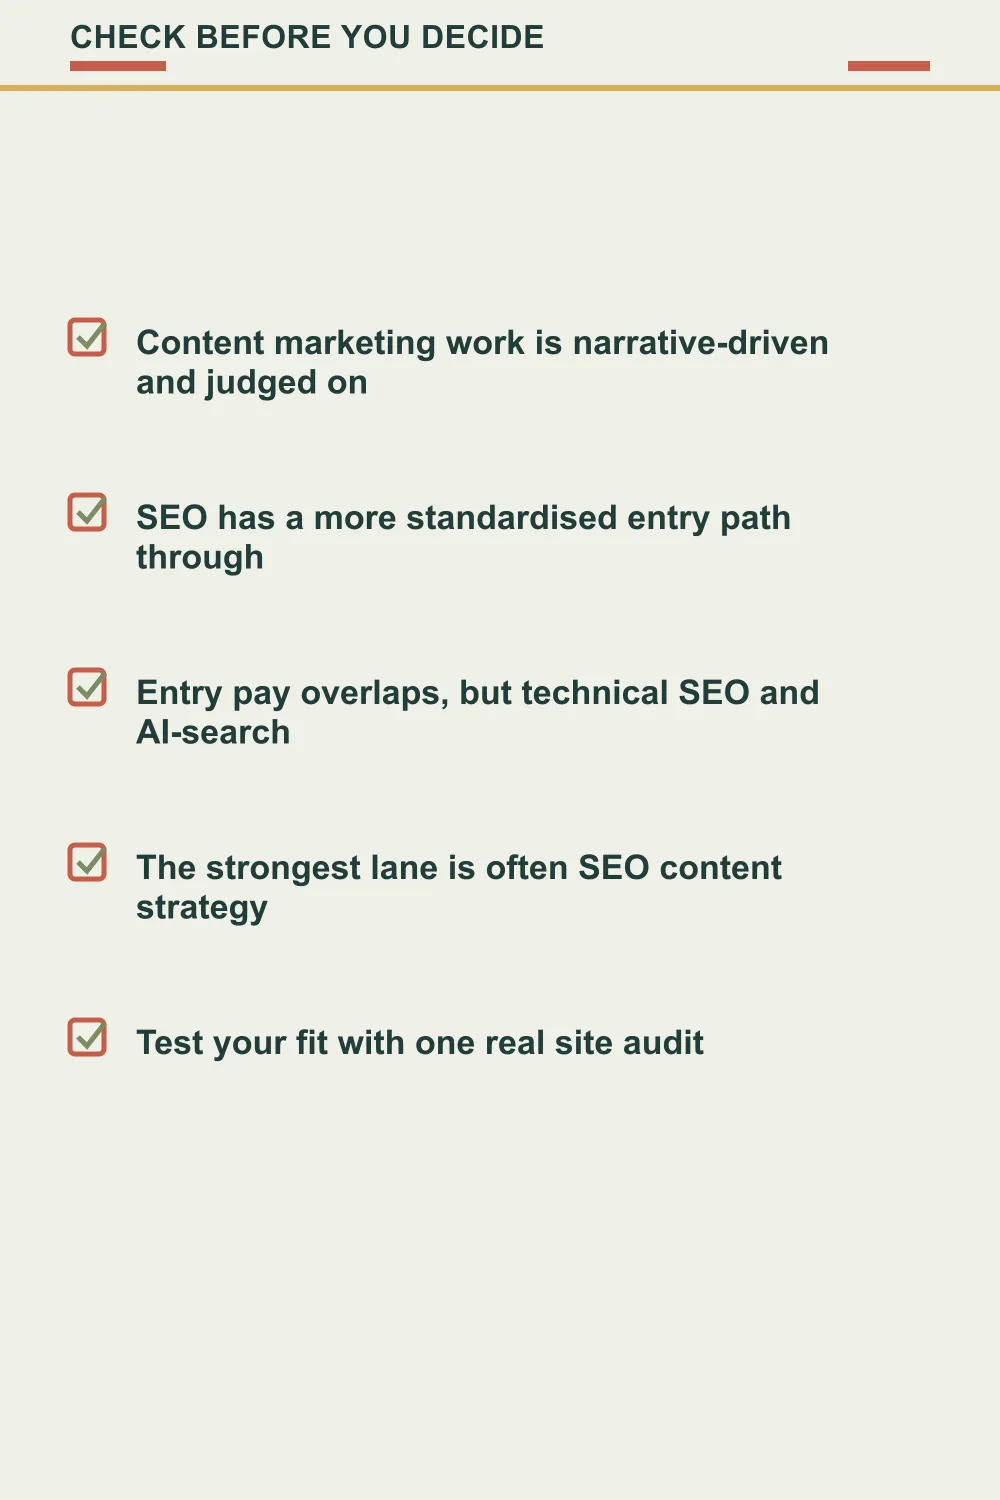 CHECK BEFORE YOU DECIDE
Content marketing work is narrative-driven
and judged on
SEO has a more standardised entry path
through
Entry pay overlaps, but technical SEO and
AI-search
The strongest lane is often SEO content
strategy
Test your fit with one real site audit